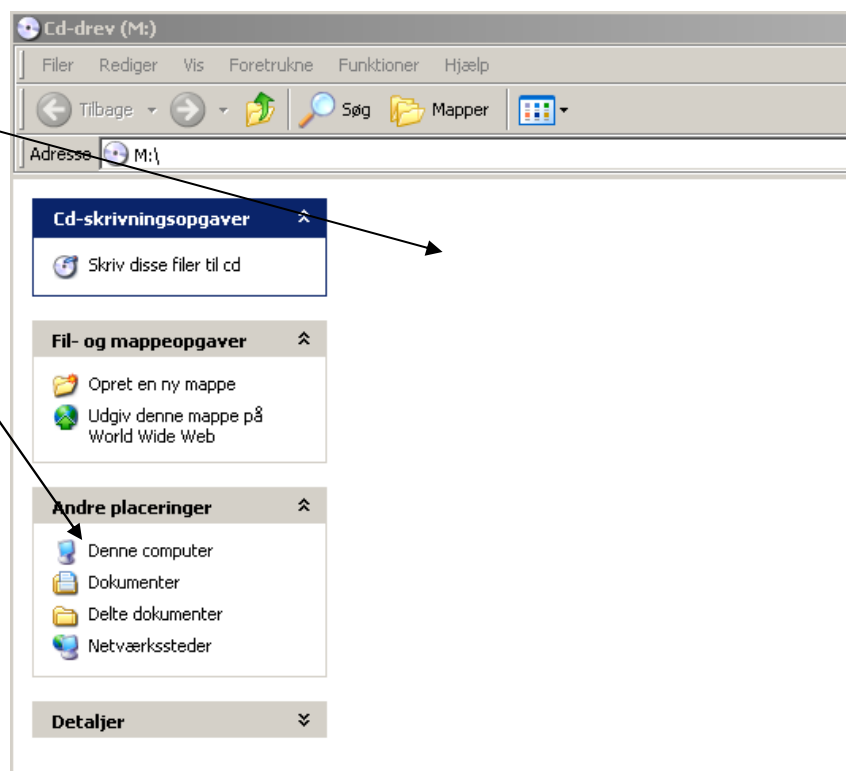 Cd-drev (M:)
Filer Rediger Vis Foretrukne Funktioner Hjælp
Tilbage Søg Mapper
Adresse M:\
Cd-skrivningsopgaver
Skriv disse filer til cd
Fil- og mappeopgaver
Opret en ny mappe
Udgiv denne mappe på
World Wide Web
Andre placeringer
Denne computer
Dokumenter
Delte dokumenter
Netværkssteder
Detaljer